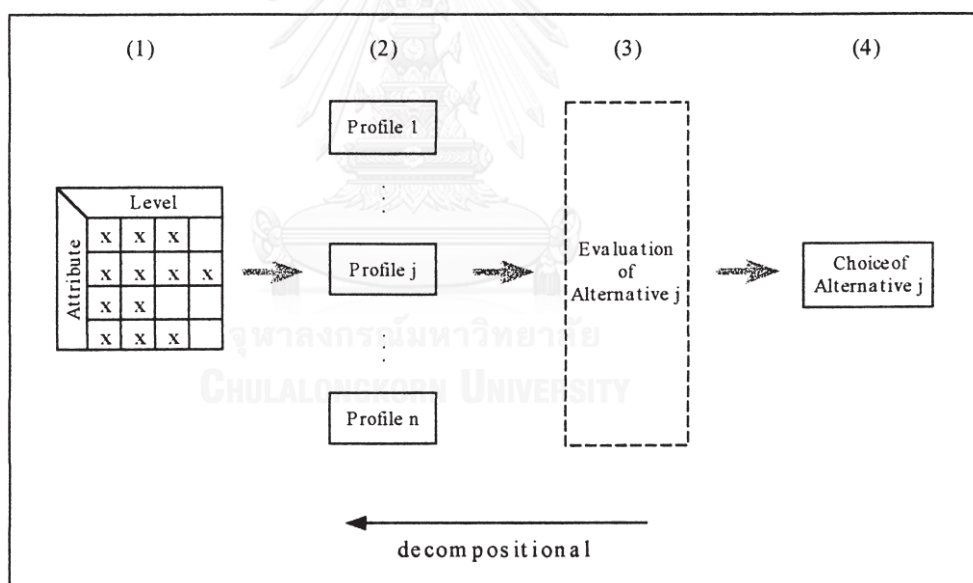 (1) (2) (3) (4)
Profile 1
Level
Attribute
x x x
x x x x
x x
x x x
Profile j
Evaluation
of
Alternative j
Choice of
Alternative j
จุฬาลงกรณ์มหาวิทยาลัย
CHULALONGKORN UNIVERSITY
Profile n
decompositional